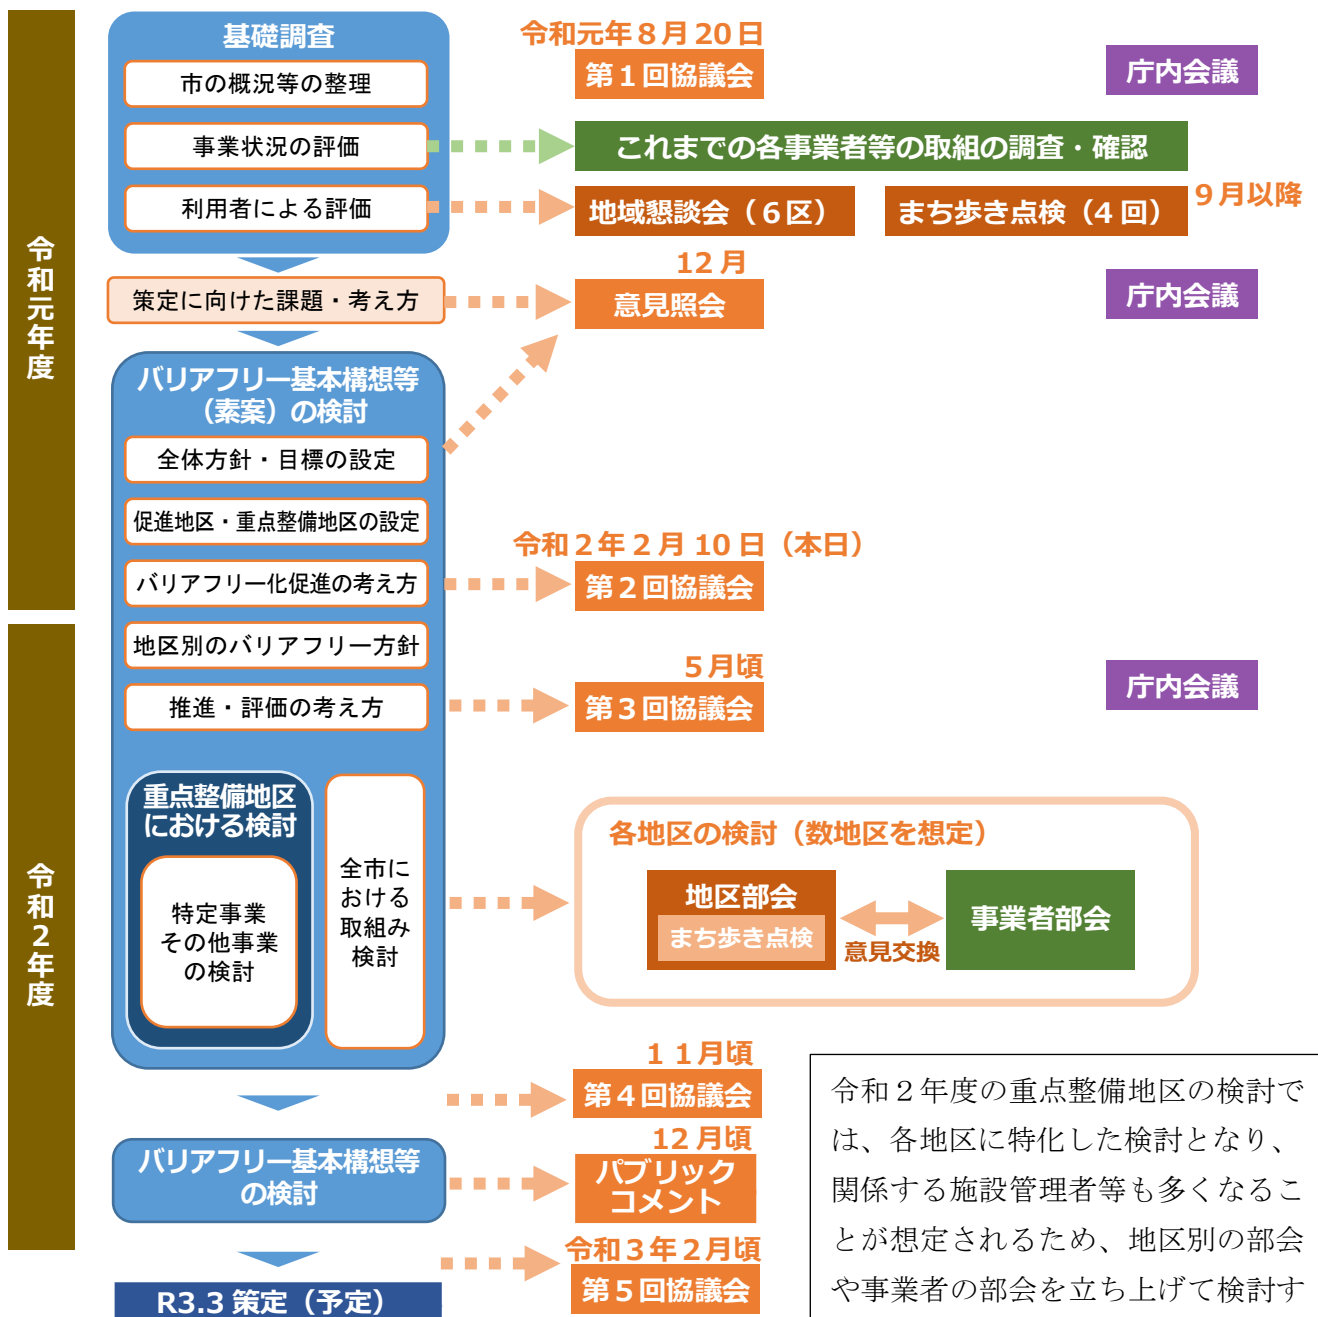 令和元年度
基礎調査
市の概況等の整理
事業状況の評価
利用者による評価
令和元年８月20日
第１回協議会
庁内会議
これまでの各事業者等の取組の調査・確認
地域懇談会（６区）
まち歩き点検（４回）
９月以降
策定に向けた課題・考え方
12月
意見照会
庁内会議
バリアフリー基本構想等
（素案）の検討
全体方針・目標の設定
促進地区・重点整備地区の設定
バリアフリー化促進の考え方
令和２年２月10日（本日）
第２回協議会
令和２年度
地区別のバリアフリー方針
推進・評価の考え方
５月頃
第３回協議会
庁内会議
重点整備地区
における検討
特定事業
その他事業
の検討
全市に
おける
取組み
検討
各地区の検討（数地区を想定）
地区部会
まち歩き点検
意見交換
事業者部会
１１月頃
第４回協議会
バリアフリー基本構想等
の検討
12月頃
パブリック
コメント
令和３年２月頃
第５回協議会
R3.3策定（予定）
令和２年度の重点整備地区の検討で
は、各地区に特化した検討となり、
関係する施設管理者等も多くなるこ
とが想定されるため、地区別の部会
や事業者の部会を立ち上げて検討す